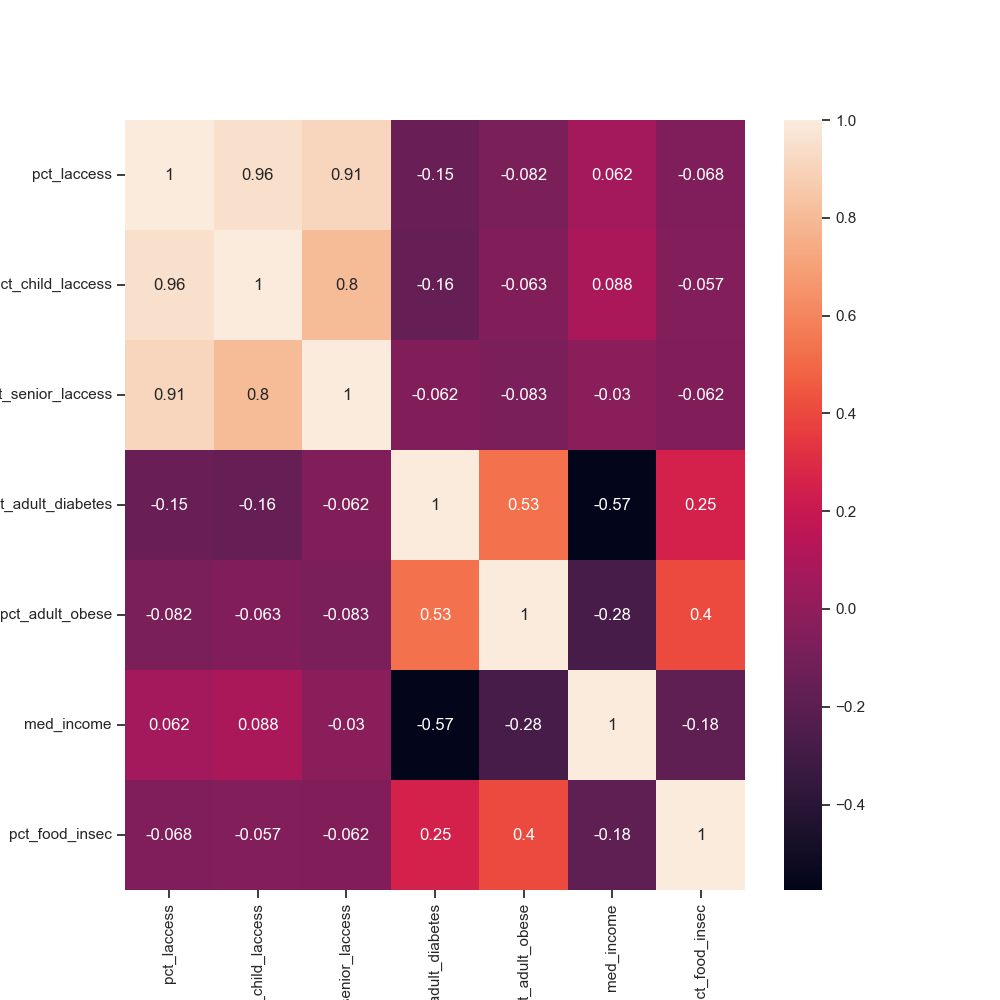 pct_laccess 1 0.96 0.91 -0.15 -0.082 0.062 -0.068
ct_child_laccess 0.96 1 0.8 -0.16 -0.063 0.088 -0.057
t_senior_laccess 0.91 0.8 1 -0.062 -0.083 -0.03 -0.062
t_adult_diabetes -0.15 -0.16 -0.062 1 0.53 -0.57 0.25
pct_adult_obese -0.082 -0.063 -0.083 0.53 1 -0.28 0.4
med_income 0.062 0.088 -0.03 -0.57 -0.28 1 -0.18
pct_food_insec -0.068 -0.057 -0.062 0.25 0.4 -0.18 1
pct_laccess
_child_laccess
senior_laccess
adult_diabetes
t_adult_obese
med_income
ct_food_insec
1.0
0.8
0.6
0.4
0.2
0.0
−0.2
−0.4